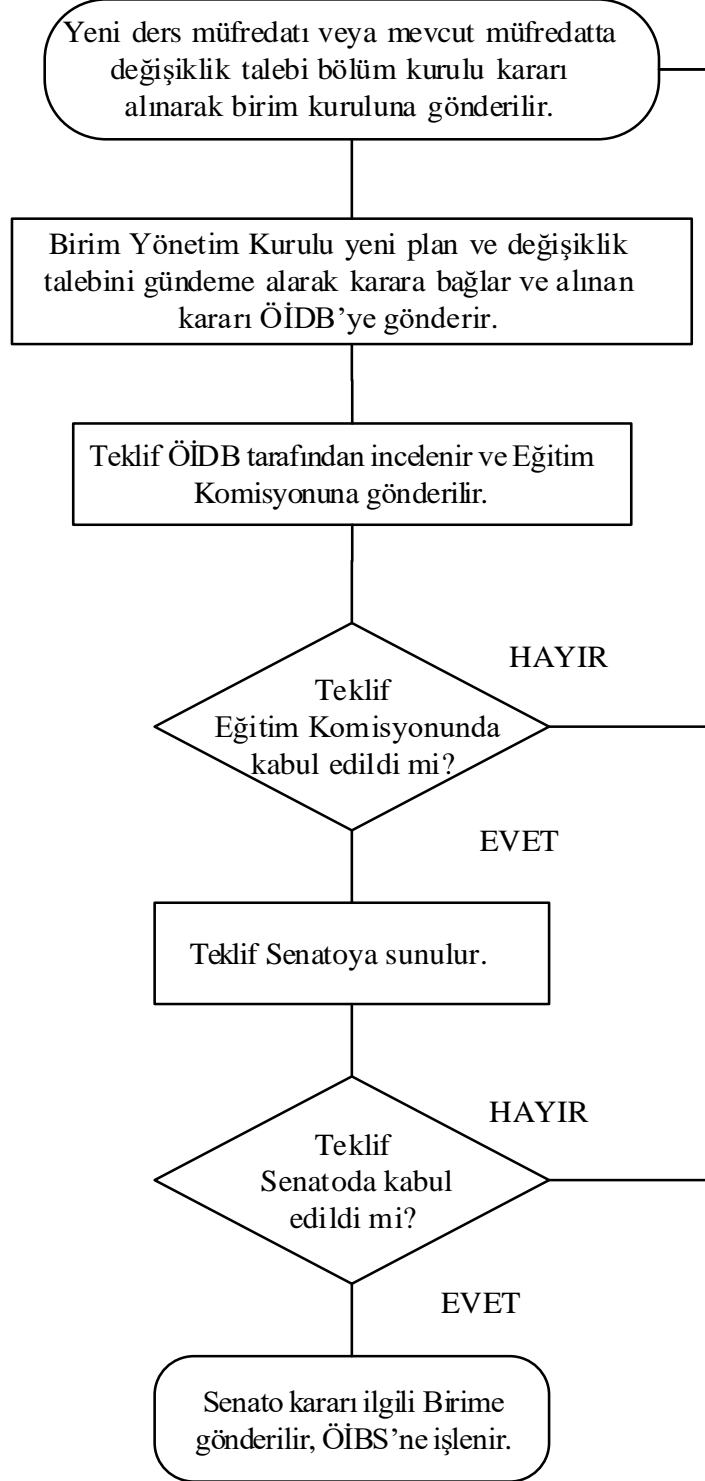 Yeni ders müfredatı veya mevcut müfredatta
değişiklik talebi bölüm kurulu kararı
alınarak birim kuruluna gönderilir.
Birim Yönetim Kurulu yeni plan ve değişiklik
talebini gündeme alarak karara bağlar ve alınan
kararı ÖİDB’ye gönderir.
Teklif ÖİDB tarafından incelenir ve Eğitim
Komisyonuna gönderilir.
HAYIR
Teklif
Eğitim Komisyonunda
kabul edildi mi?
EVET
Teklif Senatoya sunulur.
HAYIR
Teklif
Senatoda kabul
edildi mi?
EVET
Senato kararı ilgili Birime
gönderilir, ÖİBS’ne işlenir.